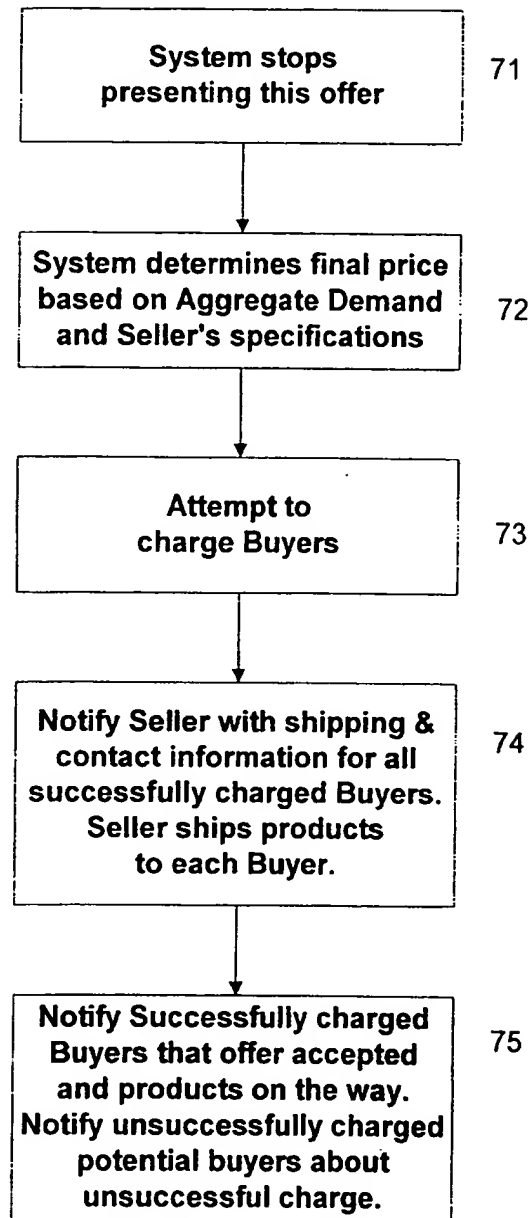 System stops
presenting this offer
71
System determines final price
based on Aggregate Demand
and Seller's specifications
72
Attempt to
charge Buyers
73
Notify Seller with shipping &
contact information for all
successfully charged Buyers.
Seller ships products
to each Buyer.
74
Notify Successfully charged
Buyers that offer accepted
and products on the way.
Notify unsuccessfully charged
potential buyers about
unsuccessful charge.
75